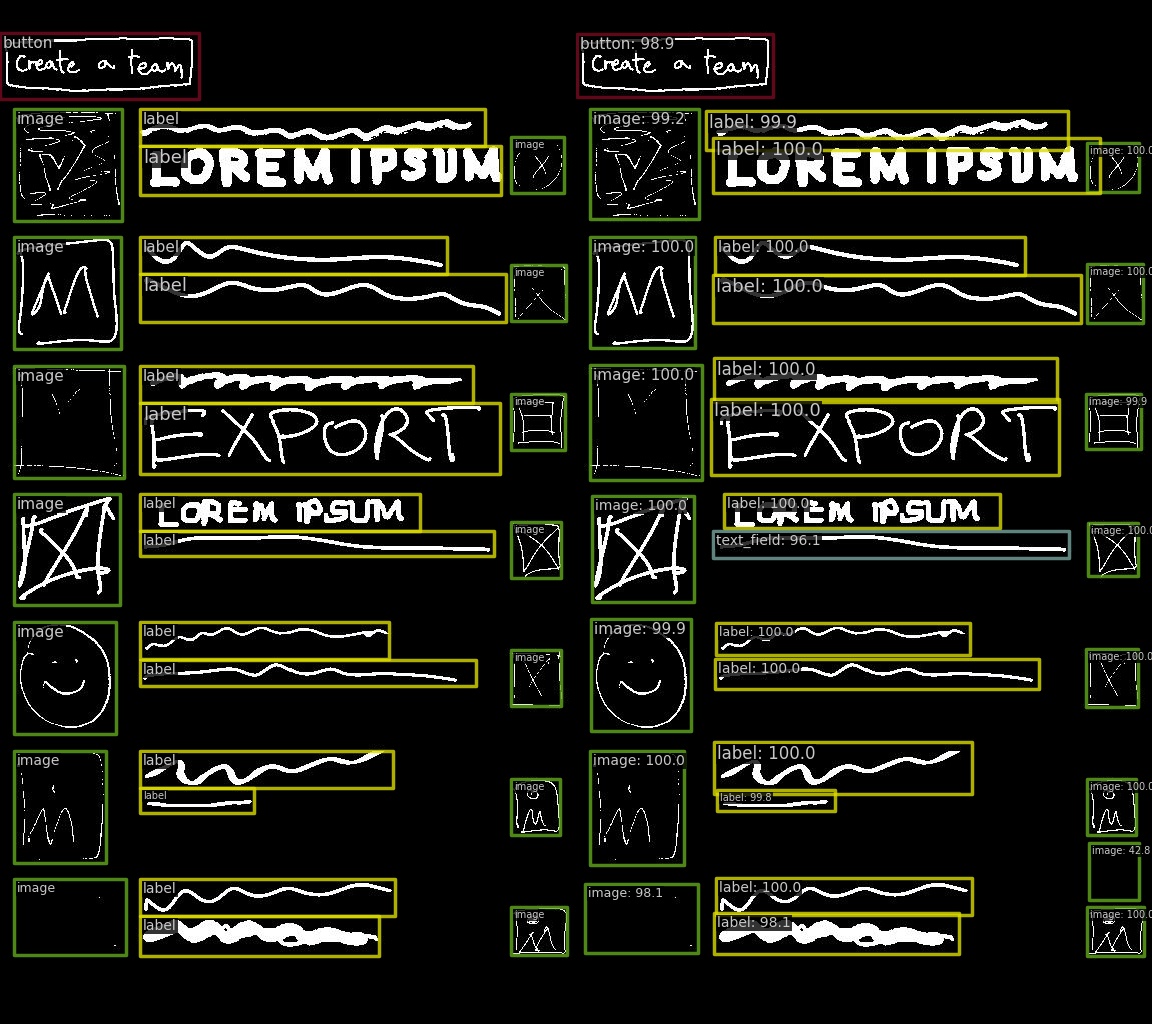 button
button: 98.9
Create a team
Create a team
image
label
image: 99.2
label: 99.9
label
LOREM IPSUM
image
label: 100.0
LOREM IPSUM
image: 100.0
image
label
image: 100.0
label: 100.0
M
label
image
M
label: 100.0
image: 100.0
image
label
image: 100.0
label: 100.0
label
EXPORT
image
label: 100.0
EXPORT
image: 99.9
image
label
LOREM IPSUM
image: 100.0
label: 100.0
LOREM IPSUM
label
image
text_field: 96.1
image: 100.0
image
label
image: 99.9
label: 100.0
label
image
label: 100.0
image: 100.0
image
label
image: 100.0
label: 100.0
label
image
label: 99.8
image: 100.0
image: 42.8
image
label
image: 98.1
label: 100.0
label
image
label: 98.1
image: 100.0